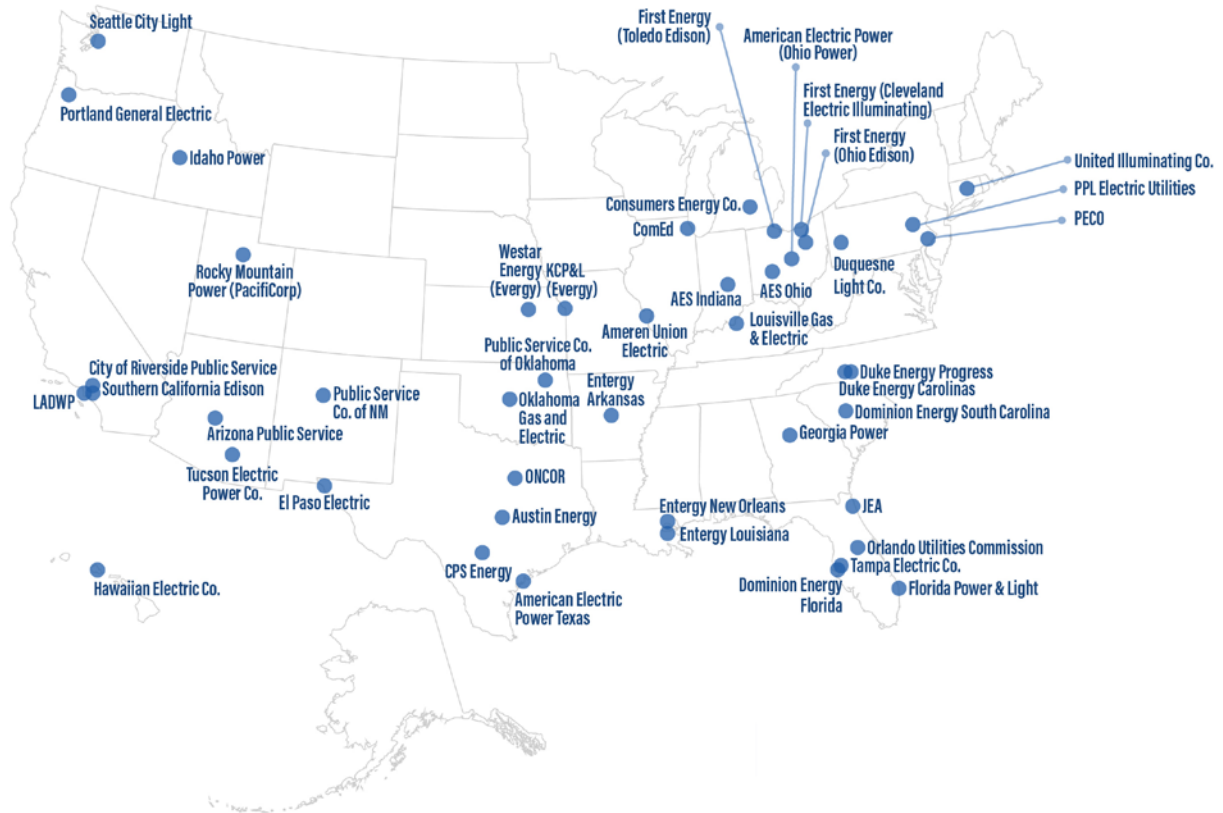 Seattle City Light
Portland General Electric
Idaho Power
Rocky Mountain
Power (PacifiCorp)
City of Riverside Public Service
Southern California Edison
LADWP
Arizona Public Service
Tucson Electric
Power Co.
Public Service
Co. of NM
El Paso Electric
Hawaiian Electric Co.
Westar
Energy
(Evergy)
KCP&L
(Evergy)
Public Service Co.
of Oklahoma
Oklahoma
Gas and
Electric
Entergy
Arkansas
ONCOR
Austin Energy
CPS Energy
American Electric
Power Texas
Entergy New Orleans
Entergy Louisiana
Ameren Union
Electric
Consumers Energy Co.
ComEd
AES Indiana
Louisville Gas
& Electric
AES Ohio
First Energy
(Toledo Edison)
American Electric Power
(Ohio Power)
First Energy (Cleveland
Electric Illuminating)
First Energy
(Ohio Edison)
Duquesne
Light Co.
United Illuminating Co.
PPL Electric Utilities
PECO
Duke Energy Progress
Duke Energy Carolinas
Dominion Energy South Carolina
Georgia Power
JEA
Orlando Utilities Commission
Tampa Electric Co.
Dominion Energy
Florida
Florida Power & Light